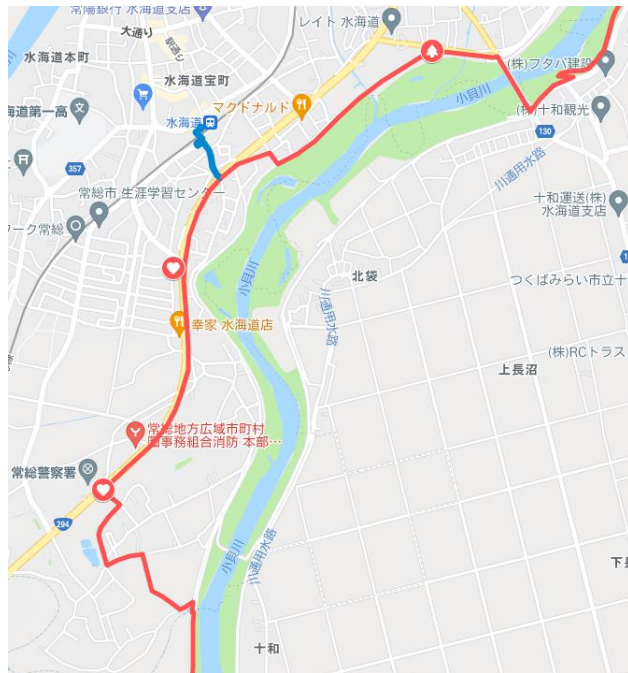 常陽銀行 水海道支店
レイト 水海道
大通り
駅通り
水海道本町
(株)フタバ建設
水海道宝町
小貝川
マクドナルド
海道第一高
水海道
(株)十和観光
130
357
川通用水路
常総市 生涯学習センター
十和運送(株)
水海道支店
ワーク常総
北袋
小貝川
つくばみらい市立十
川通用水路
幸家 水海道店
(株)RCトラス
上長沼
常総地方広域市町村
圏事務組合消防 本部…
常総警察署
294
小貝川
川通用水路
下長
十和